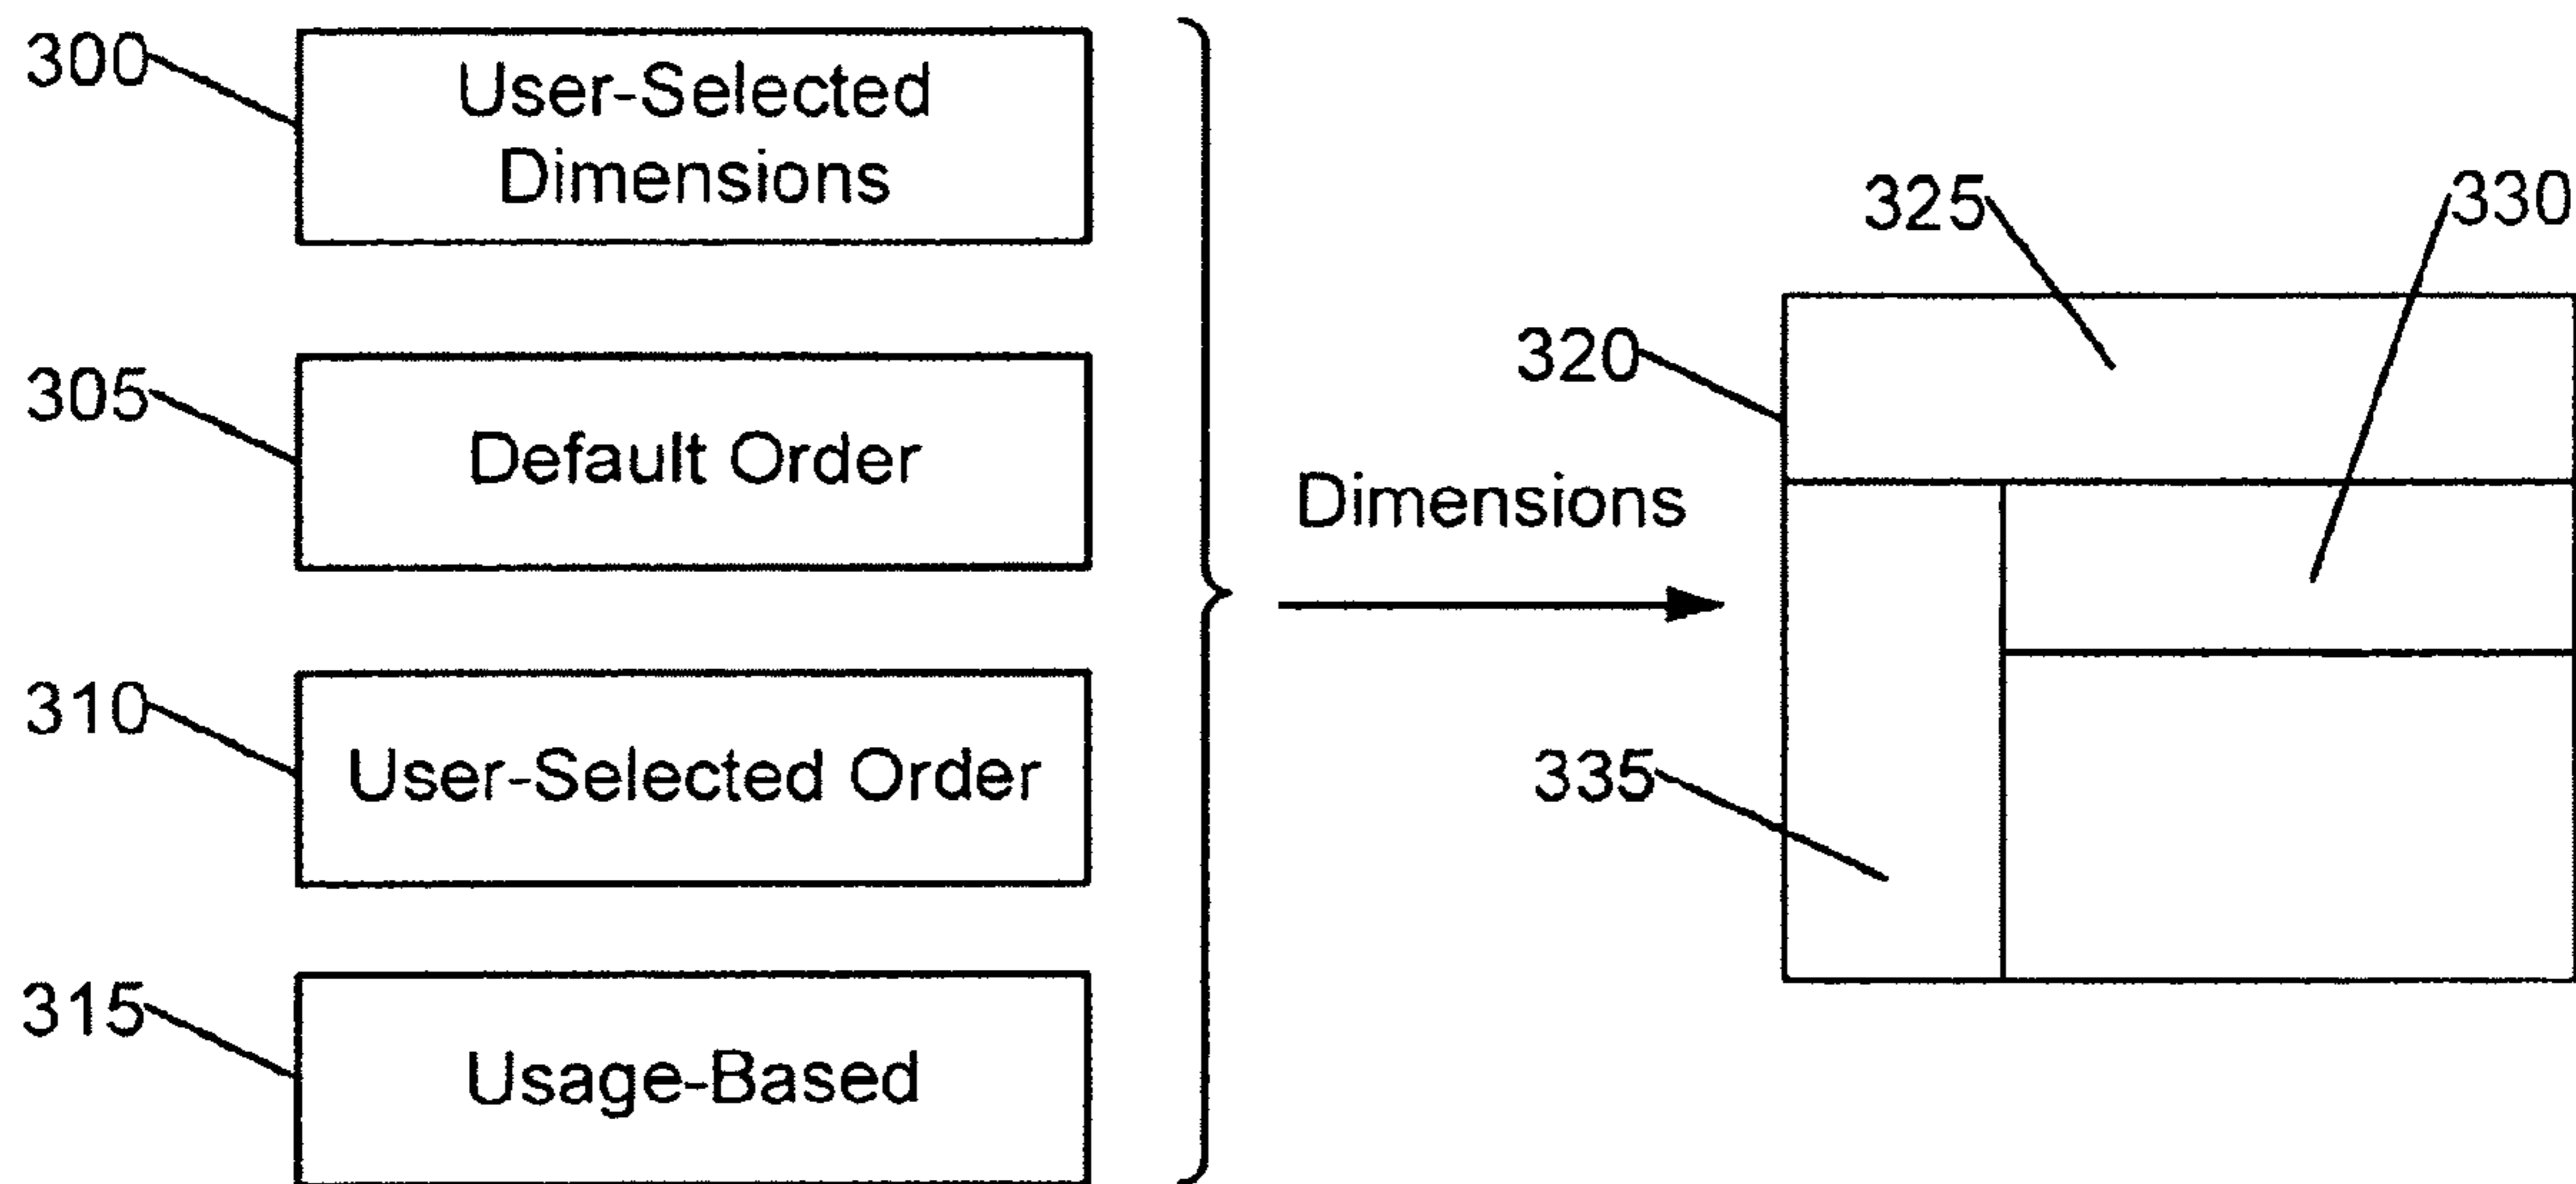 300
User-Selected
Dimensions
305
Default Order
310
User-Selected Order
315
Usage-Based
Dimensions
320
325
330
335